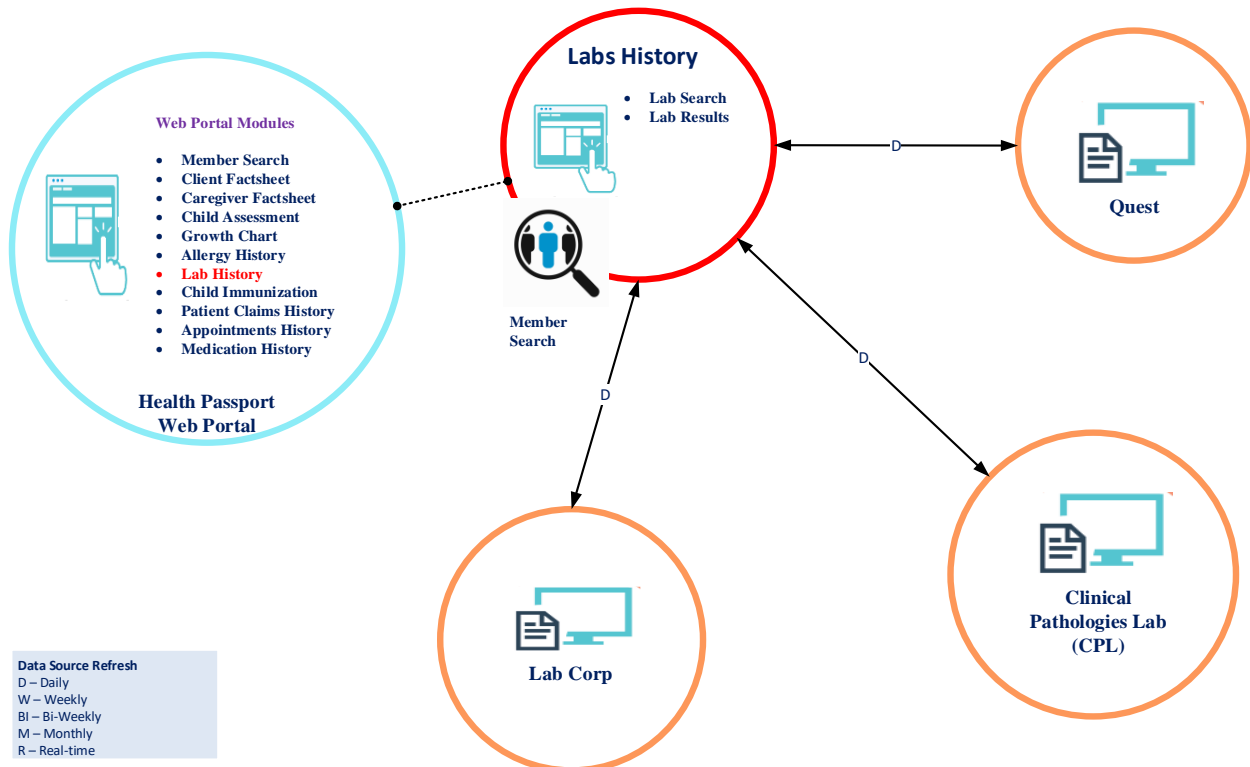 Labs History
• Lab Search
• Lab Results
Web Portal Modules
• Member Search
• Client Factsheet
• Caregiver Factsheet
• Child Assessment
• Growth Chart
• Allergy History
• Lab History
• Child Immunization
• Patient Claims History
• Appointments History
• Medication History
Health Passport
Web Portal
Member
Search
D
Quest
D
D
Clinical
Pathologies Lab
(CPL)
Lab Corp
Data Source Refresh
D – Daily
W – Weekly
BI – Bi-Weekly
M – Monthly
R – Real-time